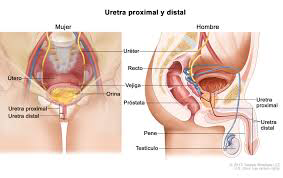 Uretra proximal y distal
Mujer
Hombre
Uréter
Recto
Útero
Vejiga
Orina
Próstata
Uretra proximal
Uretra distal
Uretra
proximal
Uretra
distal
Pene
Testículo